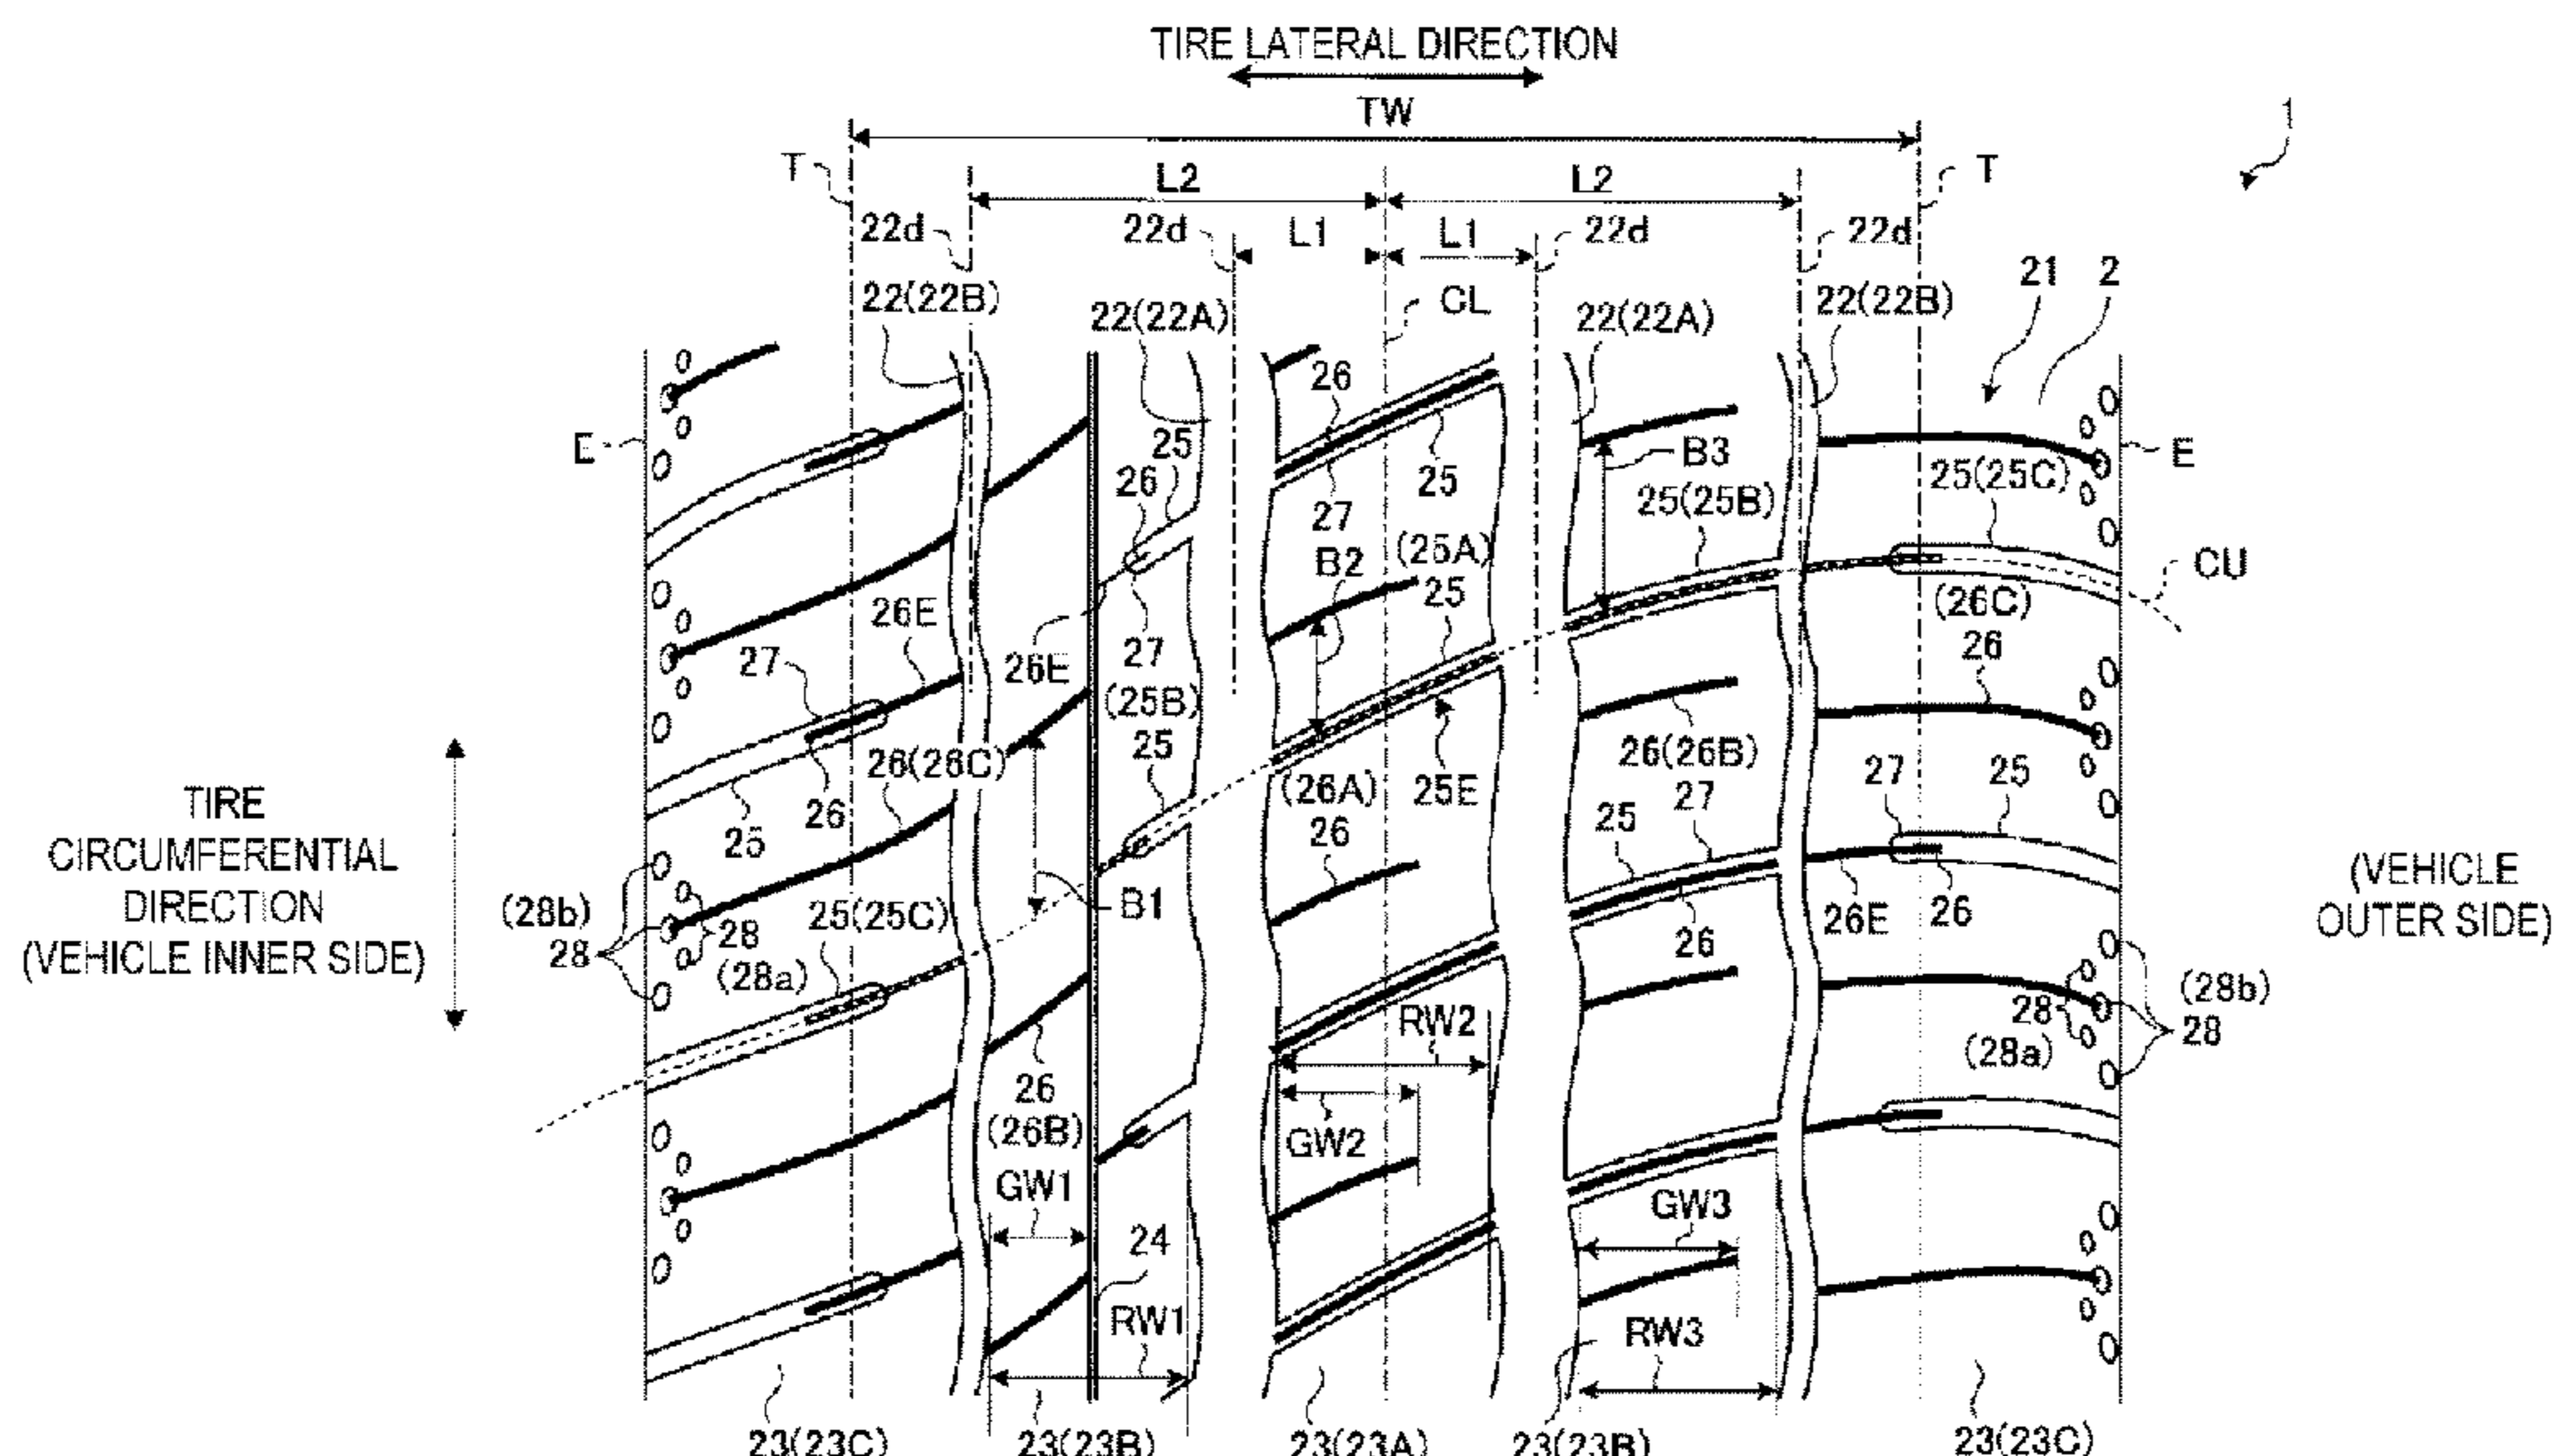 TIRE LATERAL DIRECTION
TW
1
T
T
L2
L2
22d
22d
L1
L1
22d
22d
22(22B)
22(22A)
CL
22(22A)
22(22B)
21
2
E
26
25
26
25
27
B3
25(25B)
25(25C)
E
26E
27
26E
27
(25B)
25
B2
(25A)
25
(26C)
26
CU
26(26C)
26
25
(26A)
26
25E
26(26B)
27
25
27
25
TIRE
CIRCUMFERENTIAL
DIRECTION
(VEHICLE INNER SIDE)
(VEHICLE
OUTER SIDE)
(28b)
28
28
(28a)
25(25C)
B1
26
26E
26
RW2
28
(28a)
(28b)
28
26
(26B)
GW1
GW2
24
GW3
RW1
RW3
23(23C)
23(23B)
23(23A)
23(23B)
23(23C)